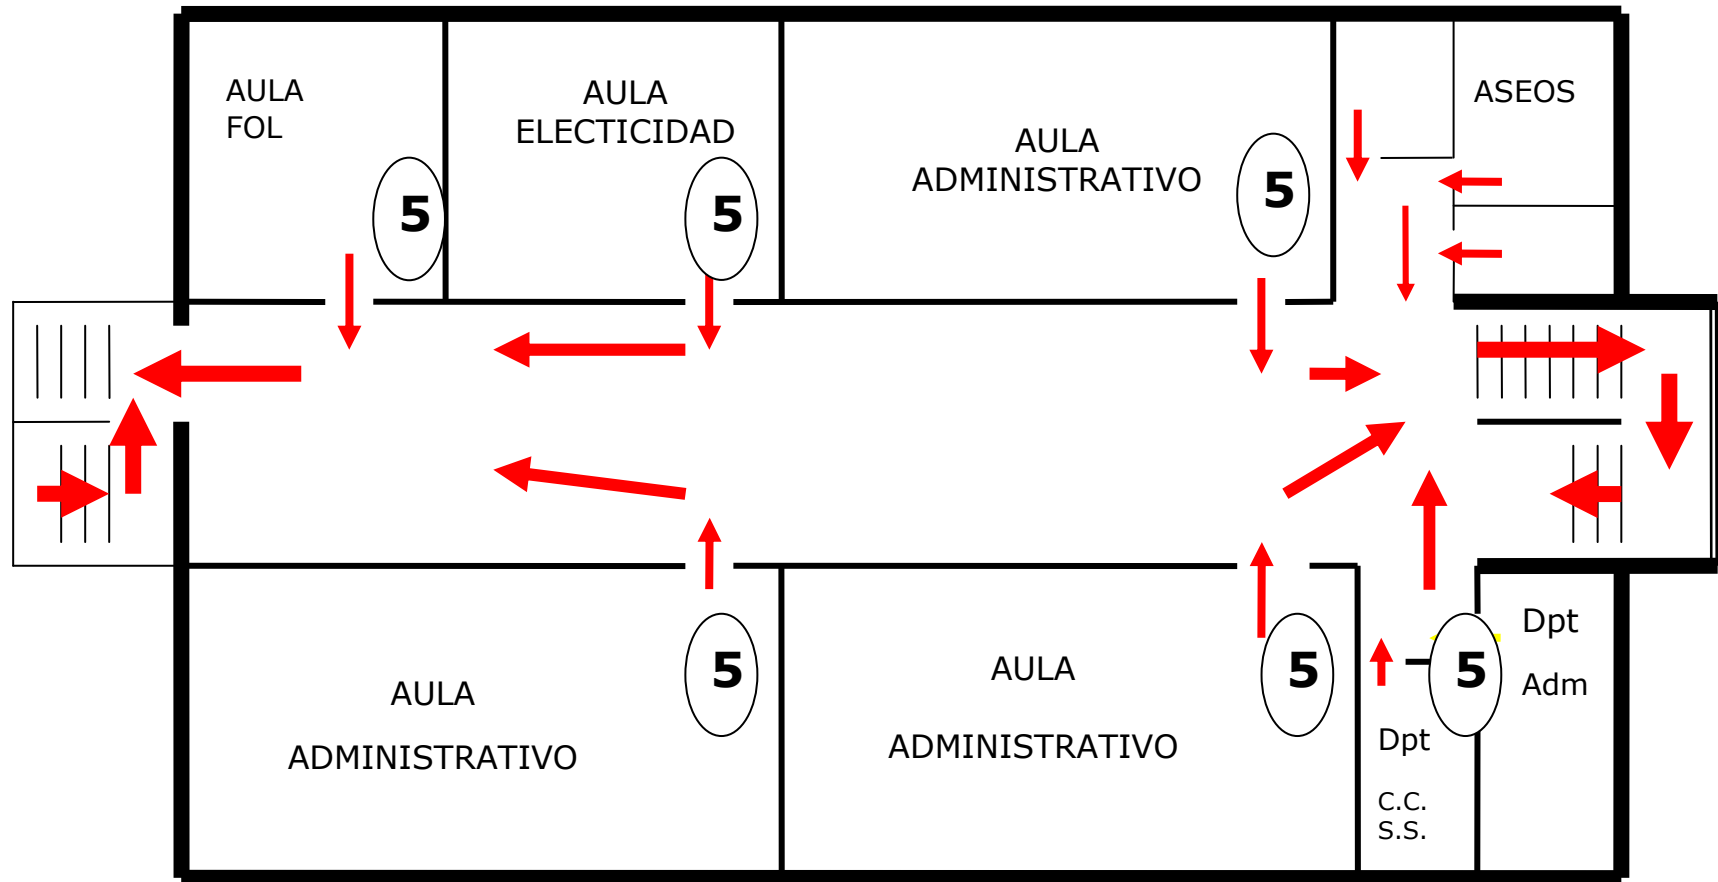 AULA
FOL
AULA
ELECTICIDAD
AULA
ADMINISTRATIVO
ASEOS
5
5
5
AULA
ADMINISTRATIVO
AULA
ADMINISTRATIVO
5
5
5
Dpt
Adm
Dpt
C.C.
S.S.